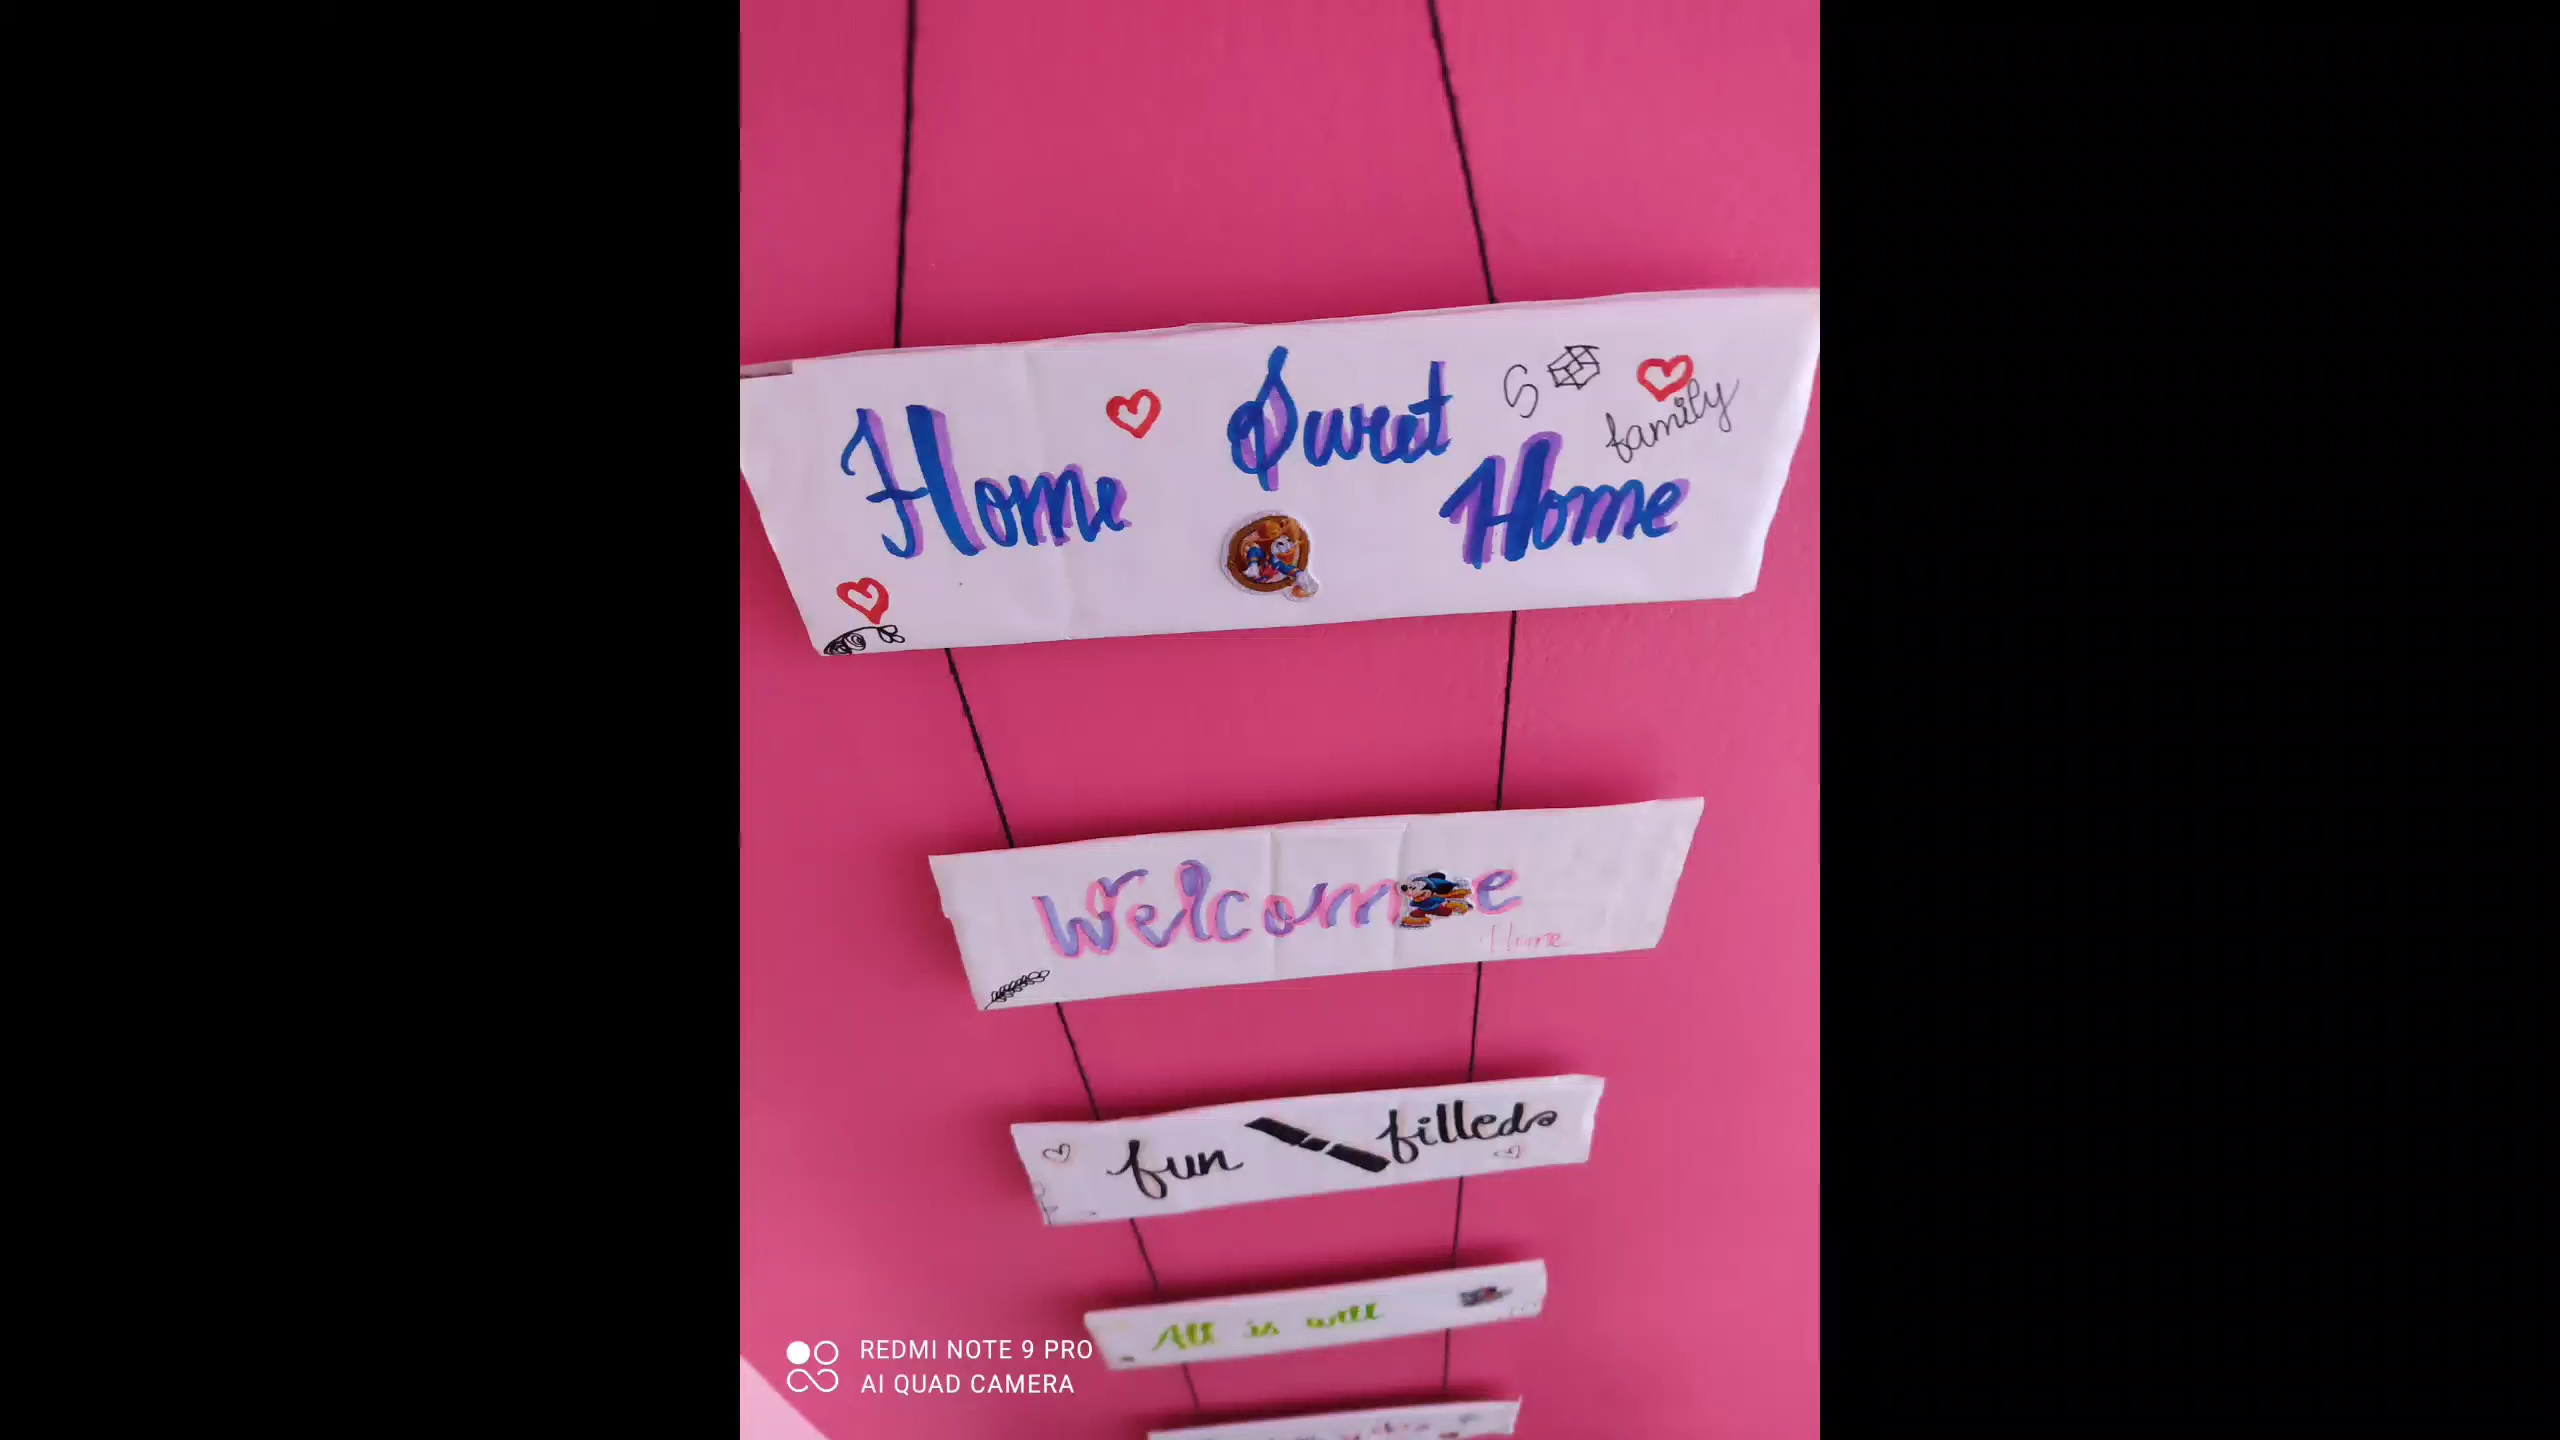 Home Sweet Home
family
Welcome
Home
fun filled
All is well
REDMI NOTE 9 PRO
AI QUAD CAMERA